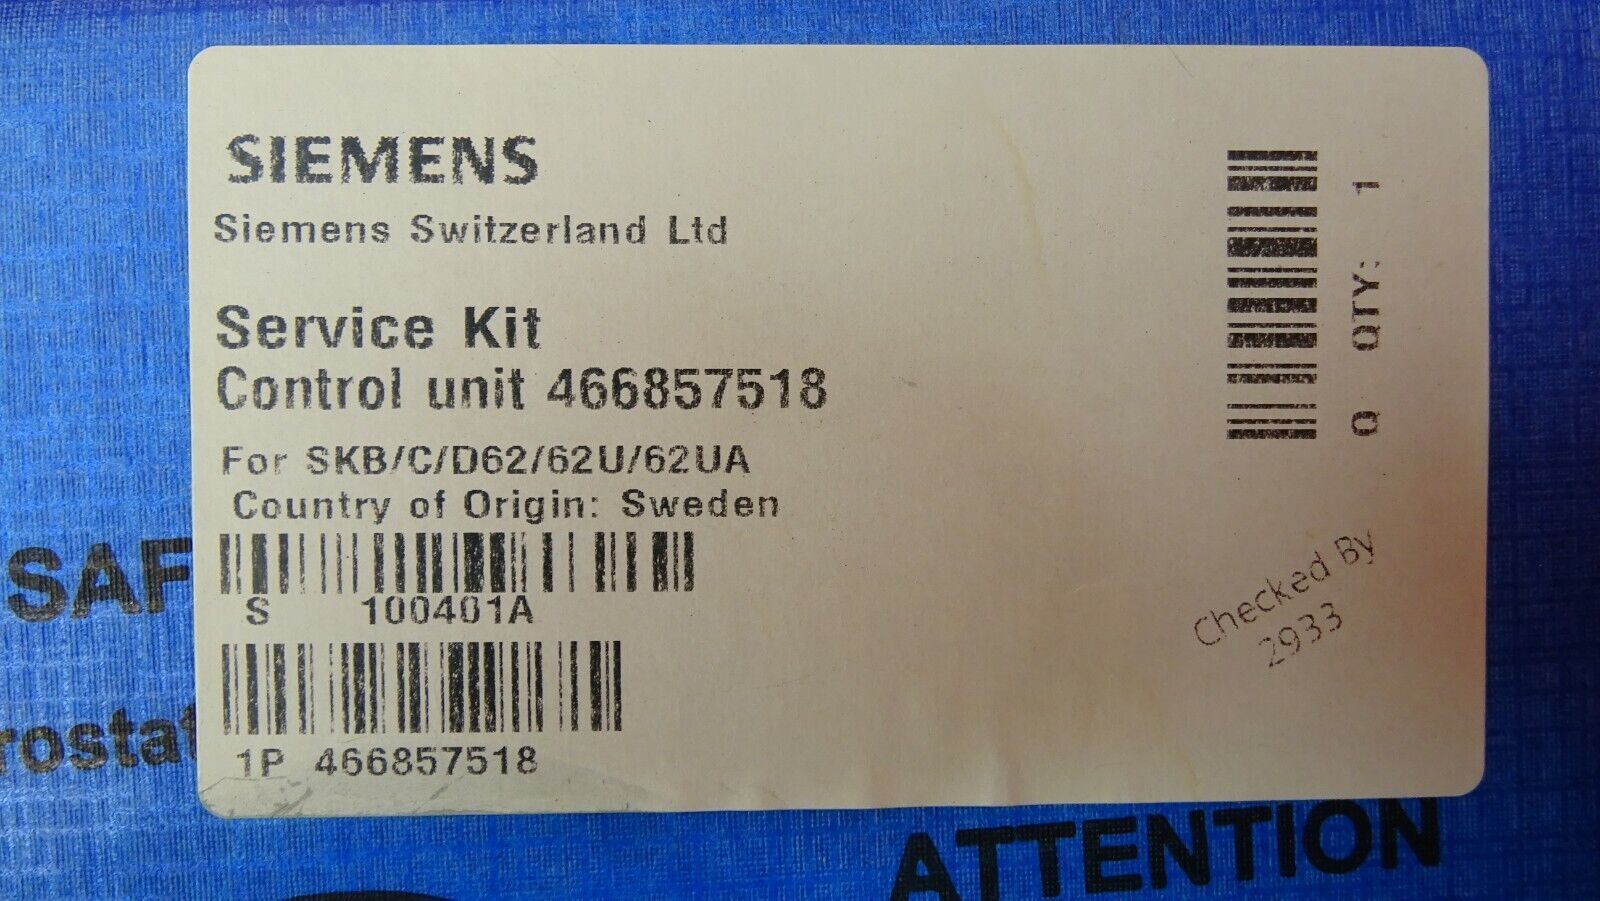 SIEMENS
Siemens Switzerland Ltd
Service Kit
Control unit 466857518
For SKB/C/D62/62U/62UA
Country of Origin: Sweden
S 100401A
1P 466857518
Q QTY: 1
Checked By
2933
SAF
rostat
ATTENTION